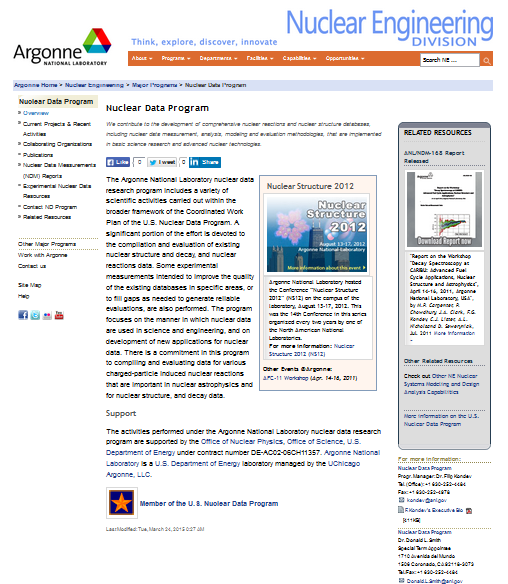 Argonne
NATIONAL LABORATORY
Think, explore, discover, innovate
Nuclear Engineering
DIVISION
About Programs Departments Facilities Capabilities Opportunities
Search NE ...
Argonne Home > Nuclear Engineering > Major Programs > Nuclear Data Program
Nuclear Data Program
Overview
Current Projects & Recent
Activities
Collaborating Organizations
Publications
Nuclear Data Measurements
(NDM) Reports
Experimental Nuclear Data
Resources
Contact ND Program
Related Resources
Other Major Programs
Work with Argonne
Contact us
Site Map
Help
Nuclear Data Program
We contribute to the development of comprehensive nuclear reactions and nuclear structure databases,
including nuclear data measurement, analysis, modeling and evaluation methodologies, that are implemented
in basic science research and advanced nuclear technologies.
Like 0 Tweet 0 Share
The Argonne National Laboratory nuclear data
research program includes a variety of
scientific activities carried out within the
broader framework of the Coordinated Work
Plan of the U.S. Nuclear Data Program. A
significant portion of the effort is devoted to
the compilation and evaluation of existing
nuclear structure and decay, and nuclear
reactions data. Some experimental
measurements intended to improve the quality
of the existing databases in specific areas, or
to fill gaps as needed to generate reliable
evaluations, are also performed. The program
focuses on the manner in which nuclear data
are used in science and engineering, and on
development of new applications for nuclear
data. There is a commitment in this program
to compiling and evaluating data for various
charged-particle induced nuclear reactions
that are important in nuclear astrophysics and
for nuclear structure, and decay data.
Nuclear Structure 2012
Nuclear
Structure
2012
August 13-17, 2012
Argonne National Laboratory
More information about this event
Argonne National Laboratory hosted
the Conference "Nuclear Structure
2012" (NS12) on the campus of the
laboratory, August 13-17, 2012. This
was the 14th Conference in this series
organized every two years by one of
the North American National
Laboratories.
For more information: Nuclear
Structure 2012 (NS12)
Other Events @Argonne:
AFC-11 Workshop (Apr. 14-16, 2011)
Support
The activities performed under the Argonne National Laboratory nuclear data research
program are supported by the Office of Nuclear Physics, Office of Science, U.S.
Department of Energy under contract number DE-AC02-06CH11357. Argonne National
Laboratory is a U.S. Department of Energy laboratory managed by the UChicago
Argonne, LLC.
Member of the U.S. Nuclear Data Program
Last Modified: Tue, March 24, 2015 0:27 AM
RELATED RESOURCES
ANL/NDM-168 Report
Released
Download Report now
"Report on the Workshop
"Decay Spectroscopy at
CARIBU: Advanced Fuel
Cycle Applications, Nuclear
Structure and Astrophysics",
April 14-16, 2011, Argonne
National Laboratory, USA",
by M.P. Carpenter, P.
Chowdhury, J.A. Clark, F.G.
Kondev, C.J. Lister, A.L.
Nicholsand D. Seweryniak,
Jul. 2011 More information
Other Related Resources
Check out Other NE Nuclear
Systems Modeling and Design
Analysis Capabilities
More information on the U.S.
Nuclear Data Program
For more information:
Nuclear Data Program
Progr. Manager: Dr. Filip Kondev
Tel. (Office): +1 630-252-4484
Fax: +1 630-252-4978
kondev@anl.gov
F. Kondev's Executive Bio
Nuclear Data Program
Dr. Donald L. Smith
Special Term Appointee
1710 Avenida del Mundo
1506 Coronado, CA 92118-3073
Tel./Fax: +1 630-252-4484
Donald.L.Smith@anl.gov